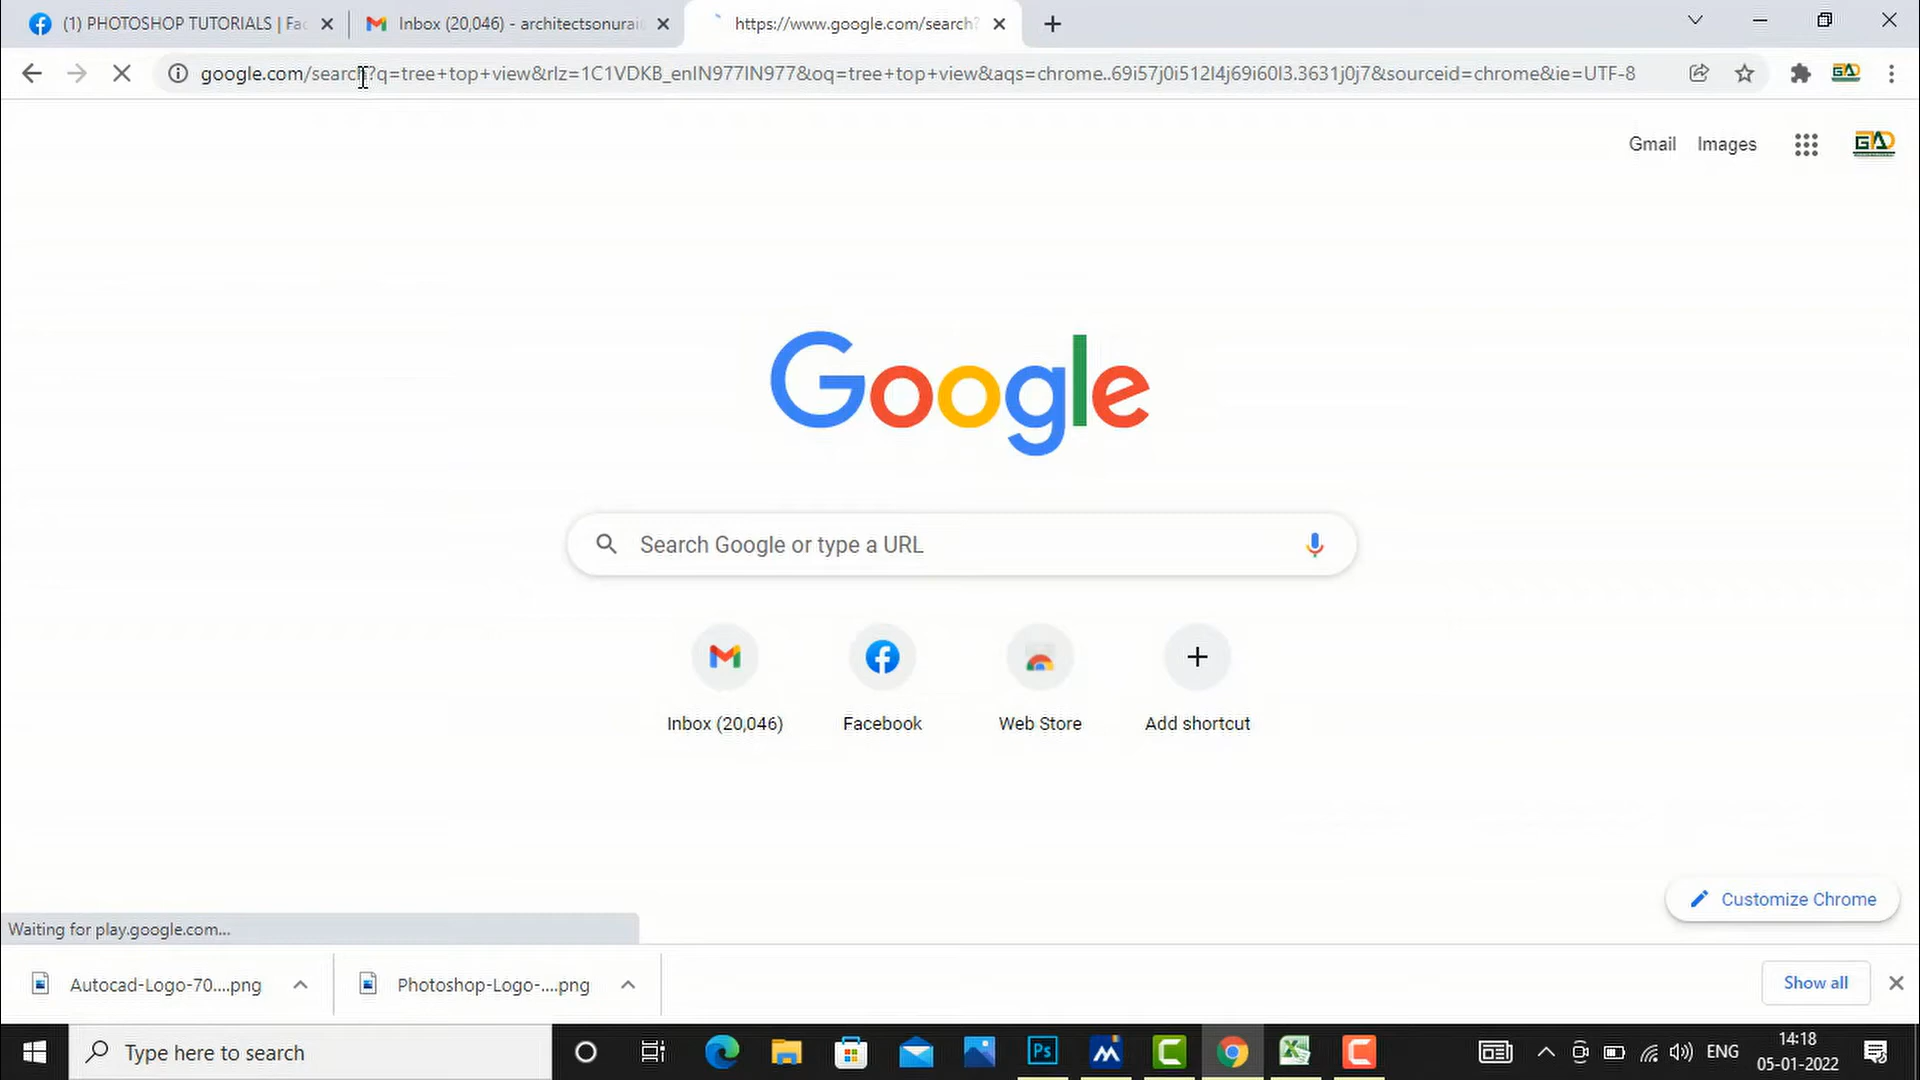 (1) PHOTOSHOP TUTORIALS | Fac
Inbox (20,046) - architectsonurai
https://www.google.com/search?
google.com/search?q=tree+top+view&rlz=1C1VDKB_enIN977IN977&oq=tree+top+view&aqs=chrome..69i57j0i512l4j69i60l3.3631j0j7&sourceid=chrome&ie=UTF-8
GAD
Gmail
Images
GAD
Google
Search Google or type a URL
Inbox (20,046)
Facebook
Web Store
Add shortcut
Customize Chrome
Waiting for play.google.com...
Autocad-Logo-70....png
Photoshop-Logo-....png
Show all
Type here to search
Ps
ENG
14:18
05-01-2022